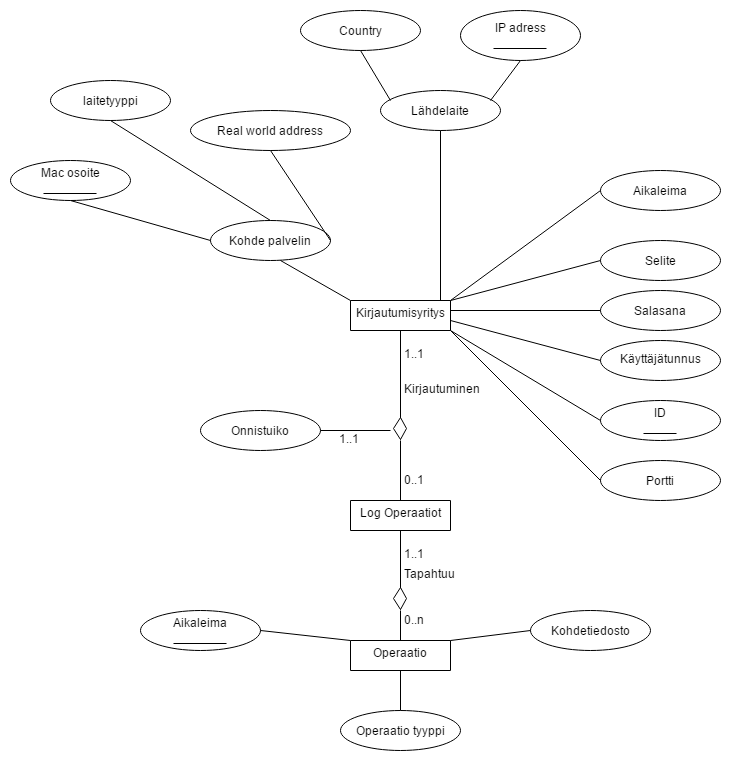 Country
IP adress
laitetyyppi
Lähdelaite
Real world address
Mac osoite
Aikaleima
Kohde palvelin
Selite
Kirjautumisyritys
Salasana
1..1
Käyttäjätunnus
Kirjautuminen
ID
Onnistuiko
1..1
0..1
Portti
Log Operaatiot
1..1
Tapahtuu
0..n
Aikaleima
Kohdetiedosto
Operaatio
Operaatio tyyppi